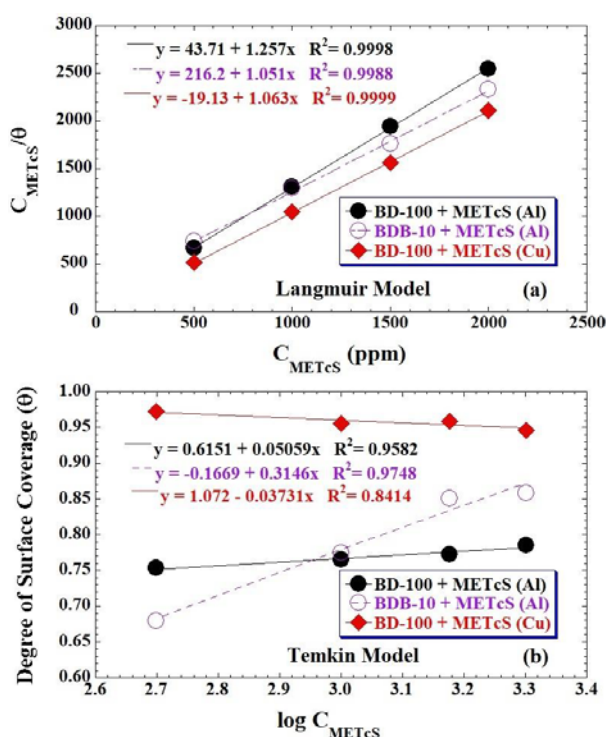 3000
2500
2000
1500
1000
500
0
C_METcS/θ
y = 43.71 + 1.257x R²= 0.9998
y = 216.2 + 1.051x R²= 0.9988
y = -19.13 + 1.063x R²= 0.9999
BD-100 + METcS (Al)
BDB-10 + METcS (Al)
BD-100 + METcS (Cu)
Langmuir Model (a)
0 500 1000 1500 2000 2500
C_METcS (ppm)
1.00
0.95
0.90
0.85
0.80
0.75
0.70
0.65
0.60
Degree of Surface Coverage (θ)
y = 0.6151 + 0.05059x R²= 0.9582
y = -0.1669 + 0.3146x R²= 0.9748
y = 1.072 - 0.03731x R²= 0.8414
BD-100 + METcS (Al)
BDB-10 + METcS (Al)
BD-100 + METcS (Cu)
Temkin Model (b)
2.6 2.7 2.8 2.9 3.0 3.1 3.2 3.3 3.4
log C_METcS